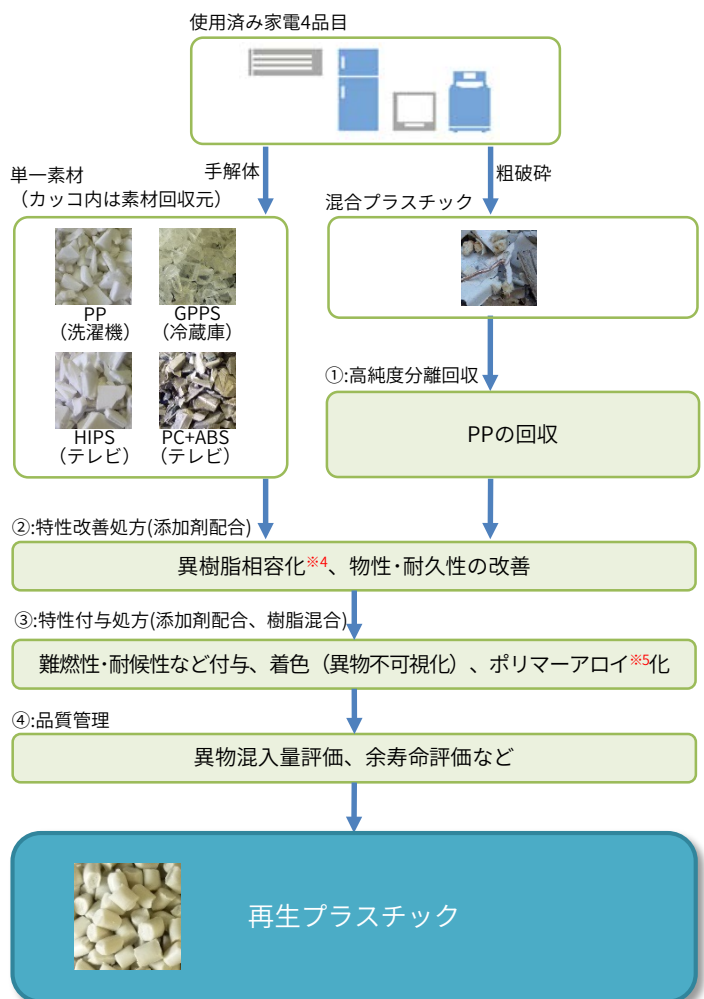 使用済み家電4品目
手解体
粗破砕
単一素材
（カッコ内は素材回収元）
混合プラスチック
PP
（洗濯機）
GPPS
（冷蔵庫）
HIPS
（テレビ）
PC+ABS
（テレビ）
①:高純度分離回収
PPの回収
②:特性改善処方(添加剤配合)
異樹脂相容化※4、物性・耐久性の改善
③:特性付与処方(添加剤配合、樹脂混合)
難燃性・耐候性など付与、着色（異物不可視化）、ポリマーアロイ※5化
④:品質管理
異物混入量評価、余寿命評価など
再生プラスチック